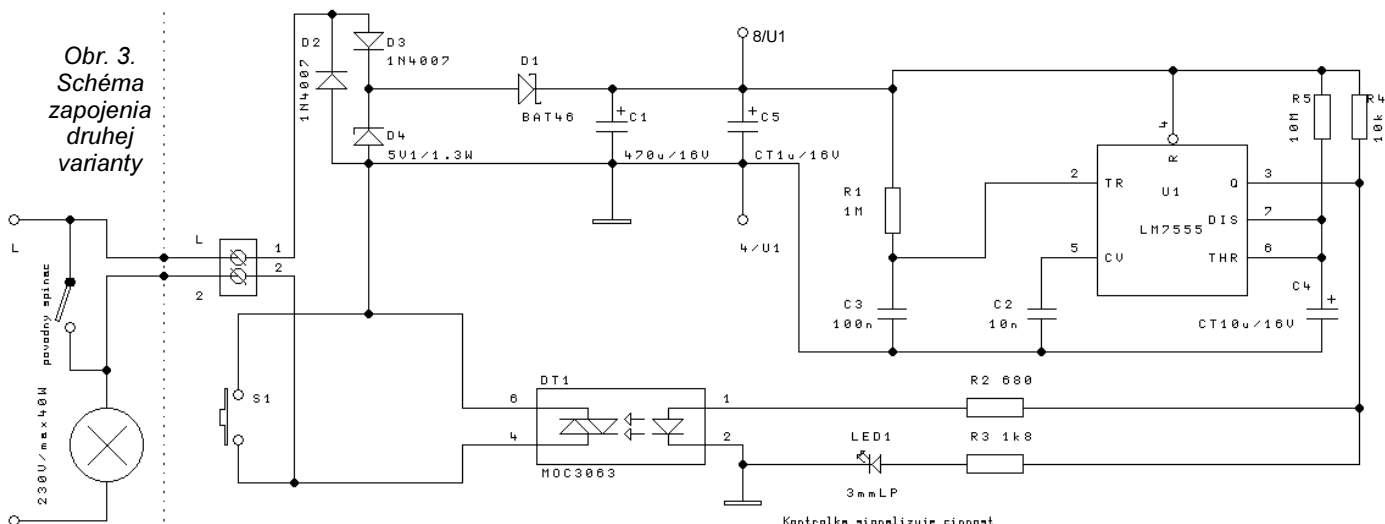 Obr. 3.
Schéma
zapojenia
druhej
varianty
D2
1N4007
D3
1N4007
D1
BAT46
D4
5V1/1.3W
+
C1
470u/16V
+
C5
CT1u/16V
8/U1
4/U1
R1
1M
C3
100n
C2
10n
4
R
2
TR
U1
Q
3
LM7555
DIS
7
5
CV
THR
6
R5
10M
R4
10k
C4
+
CT10u/16V
L
povodny spinac
230V/max40W
L
1
2
2
S1
DT1
6
4
1
2
MOC3063
R2 680
LED1
R3 1k8
3mmLP
Kontrolka signalizuje cinnost